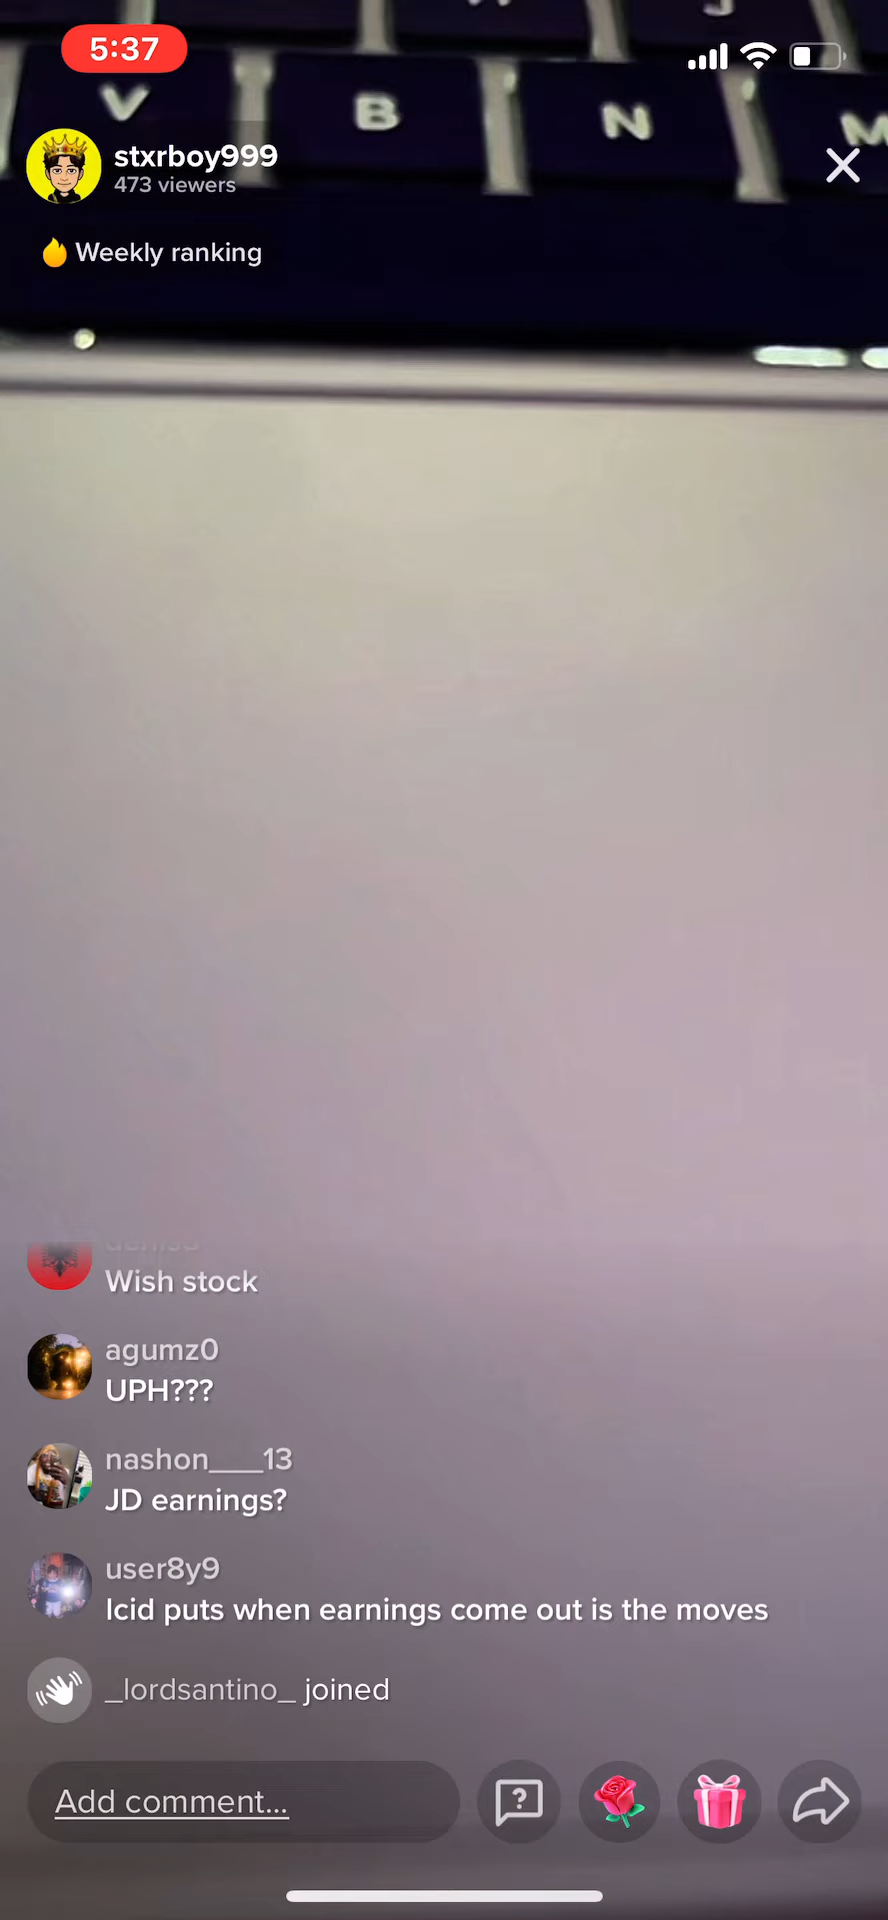 5:37
V B N M
stxrboy999
473 viewers
Weekly ranking
Wish stock
agumz0
UPH???
nashon___13
JD earnings?
user8y9
Icid puts when earnings come out is the moves
_lordsantino_ joined
Add comment...
?